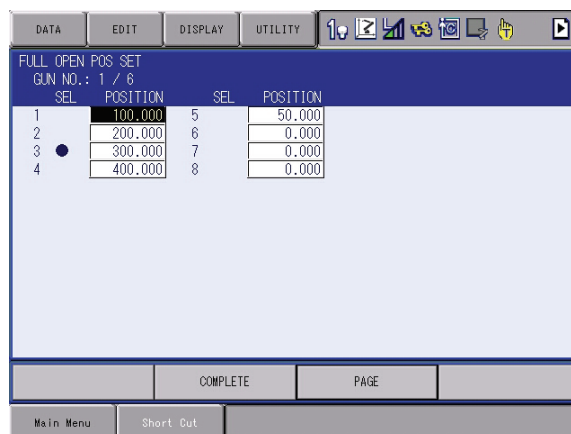 DATA EDIT DISPLAY UTILITY
FULL OPEN POS SET
GUN NO.: 1 / 6
SEL POSITION SEL POSITION
1 100.000 5 50.000
2 200.000 6 0.000
3 ● 300.000 7 0.000
4 400.000 8 0.000
COMPLETE PAGE
Main Menu Short Cut